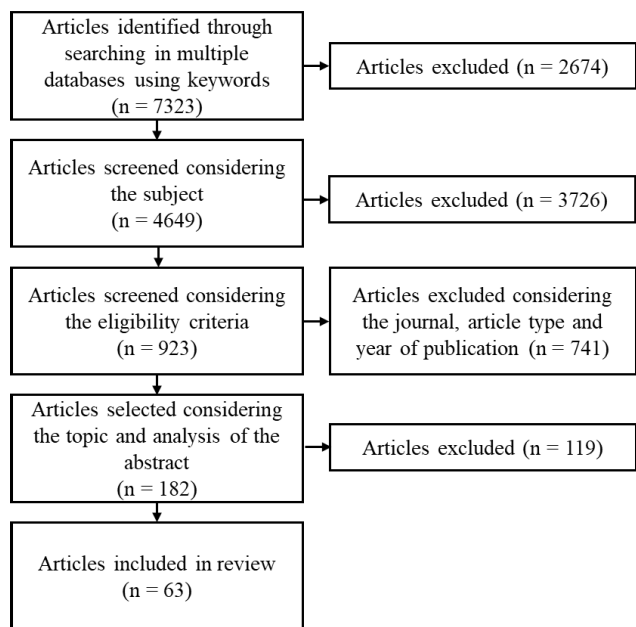 Articles identified through
searching in multiple
databases using keywords
(n = 7323)
Articles excluded (n = 2674)
Articles screened considering
the subject
(n = 4649)
Articles excluded (n = 3726)
Articles screened considering
the eligibility criteria
(n = 923)
Articles excluded considering
the journal, article type and
year of publication (n = 741)
Articles selected considering
the topic and analysis of the
abstract
(n = 182)
Articles excluded (n = 119)
Articles included in review
(n = 63)